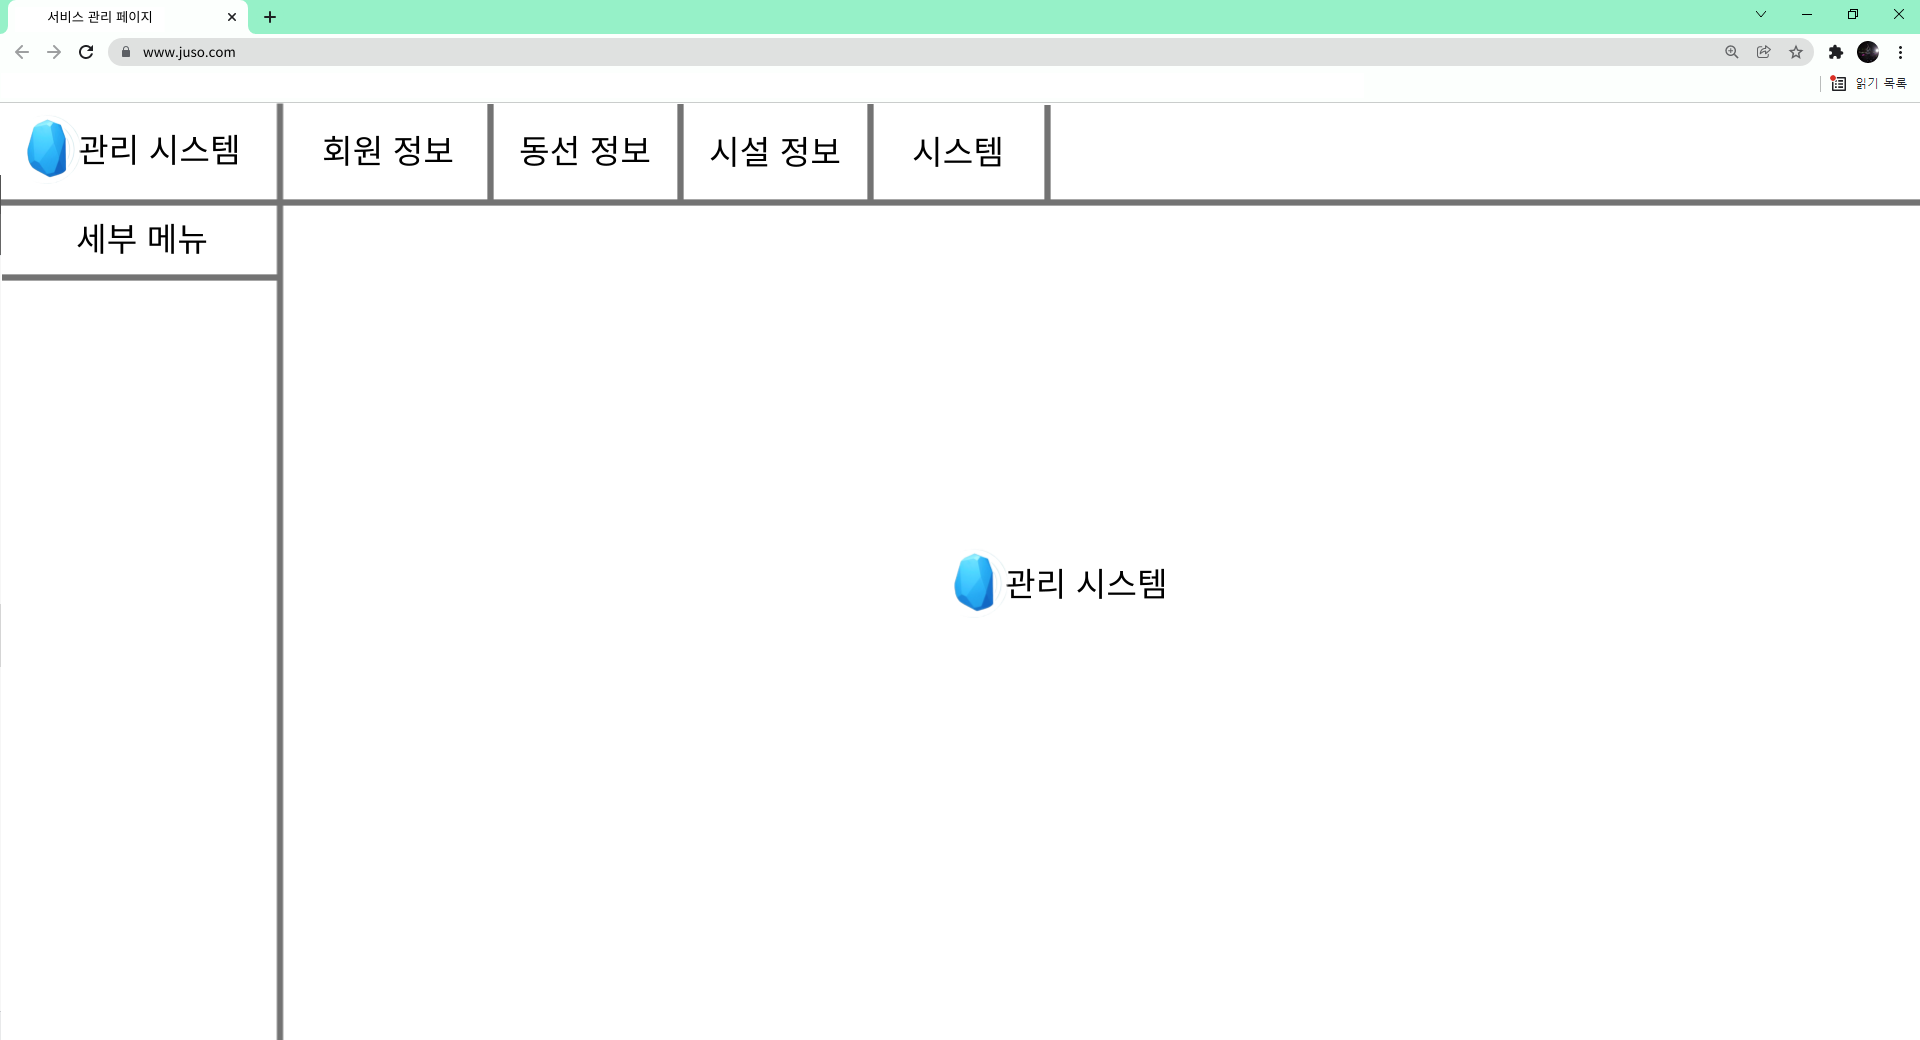 서비스 관리 페이지
www.juso.com
읽기 목록
관리 시스템 회원 정보 동선 정보 시설 정보 시스템
세부 메뉴
관리 시스템